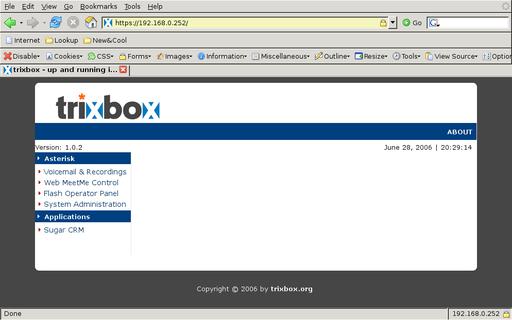 File Edit View Go Bookmarks Tools Help
https://192.168.0.252/ Go
Internet Lookup New&Cool
Disable Cookies CSS Forms Images Information Miscellaneous Outline Resize Tools View Source Option
trixbox - up and running i...
trixbox
ABOUT
Version: 1.0.2 June 28, 2006 | 20:29:14
Asterisk
Voicemail & Recordings
Web MeetMe Control
Flash Operator Panel
System Administration
Applications
Sugar CRM
Copyright © 2006 by trixbox.org
Done 192.168.0.252